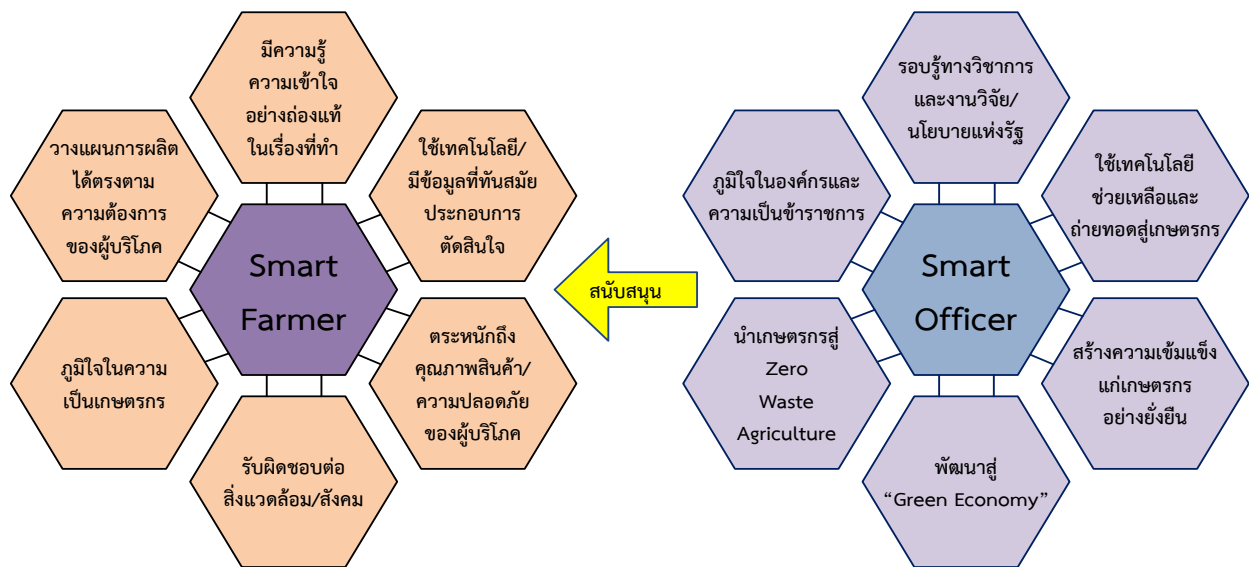 มีความรู้
ความเข้าใจ
อย่างถ่องแท้
ในเรื่องที่ทำ
ใช้เทคโนโลยี/
มีข้อมูลที่ทันสมัย
ประกอบการ
ตัดสินใจ
ตระหนักถึง
คุณภาพสินค้า/
ความปลอดภัย
ของผู้บริโภค
รับผิดชอบต่อ
สิ่งแวดล้อม/สังคม
ภูมิใจในความ
เป็นเกษตรกร
วางแผนการผลิต
ได้ตรงตาม
ความต้องการ
ของผู้บริโภค
Smart
Farmer
สนับสนุน
รอบรู้ทางวิชาการ
และงานวิจัย/
นโยบายแห่งรัฐ
ใช้เทคโนโลยี
ช่วยเหลือและ
ถ่ายทอดสู่เกษตรกร
สร้างความเข้มแข็ง
แก่เกษตรกร
อย่างยั่งยืน
พัฒนาสู่
“Green Economy”
นำเกษตรกรสู่
Zero
Waste
Agriculture
ภูมิใจในองค์กรและ
ความเป็นข้าราชการ
Smart
Officer